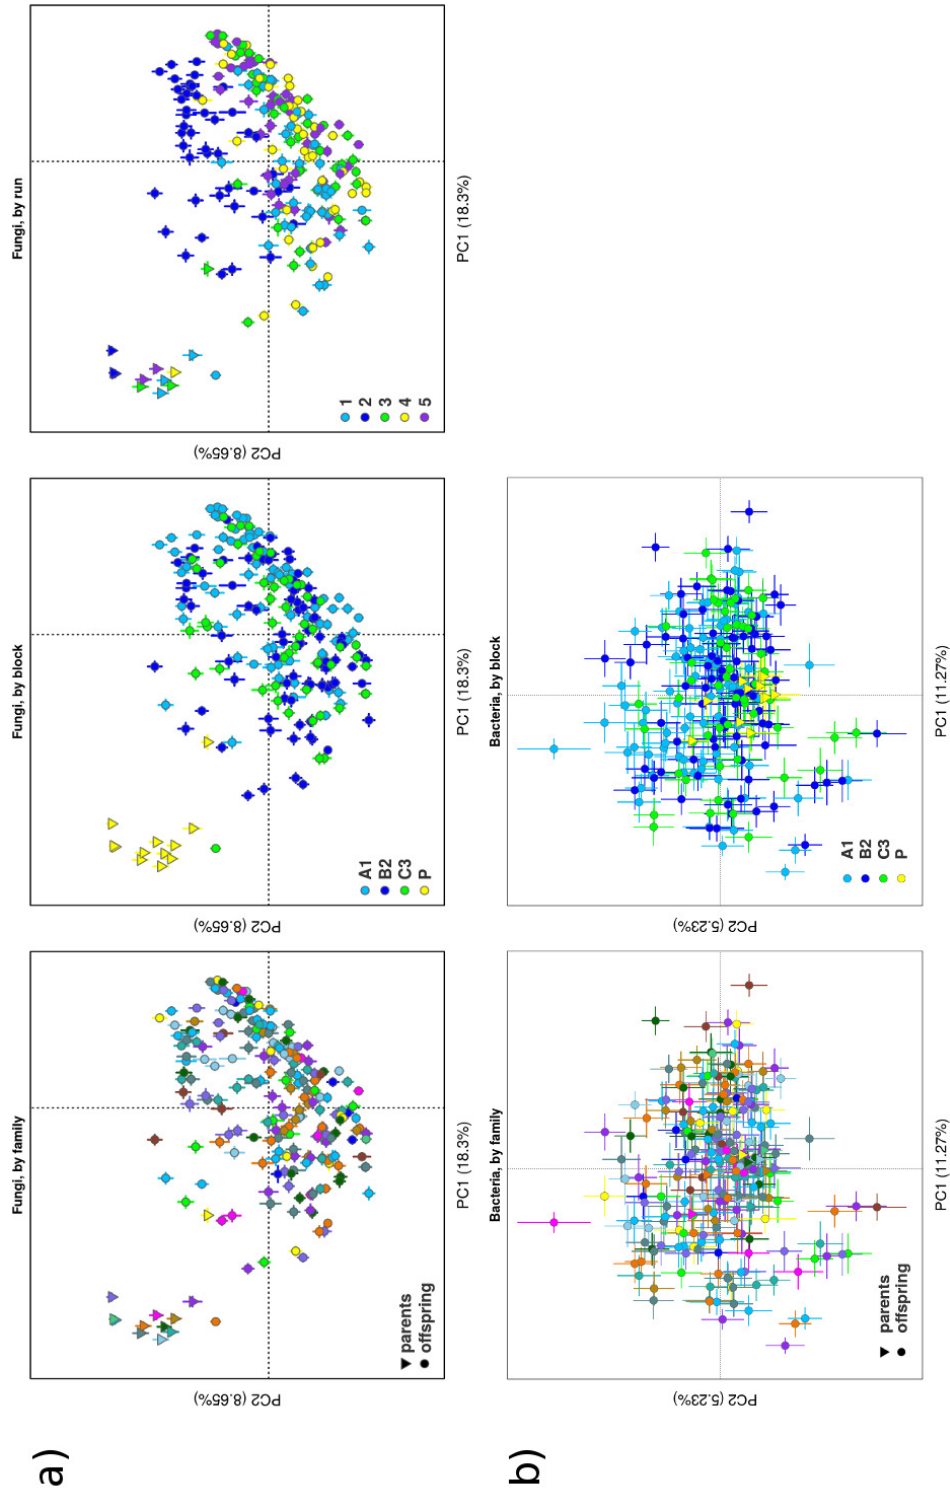 a)
Fungi, by family
PC2 (8.65%)
PC1 (18.3%)
parents
offspring
Fungi, by block
PC2 (8.65%)
PC1 (18.3%)
A1
B2
C3
P
Fungi, by run
PC2 (8.65%)
PC1 (18.3%)
1
2
3
4
5
b)
Bacteria, by family
PC2 (5.23%)
PC1 (11.27%)
parents
offspring
Bacteria, by block
PC2 (5.23%)
PC1 (11.27%)
A1
B2
C3
P